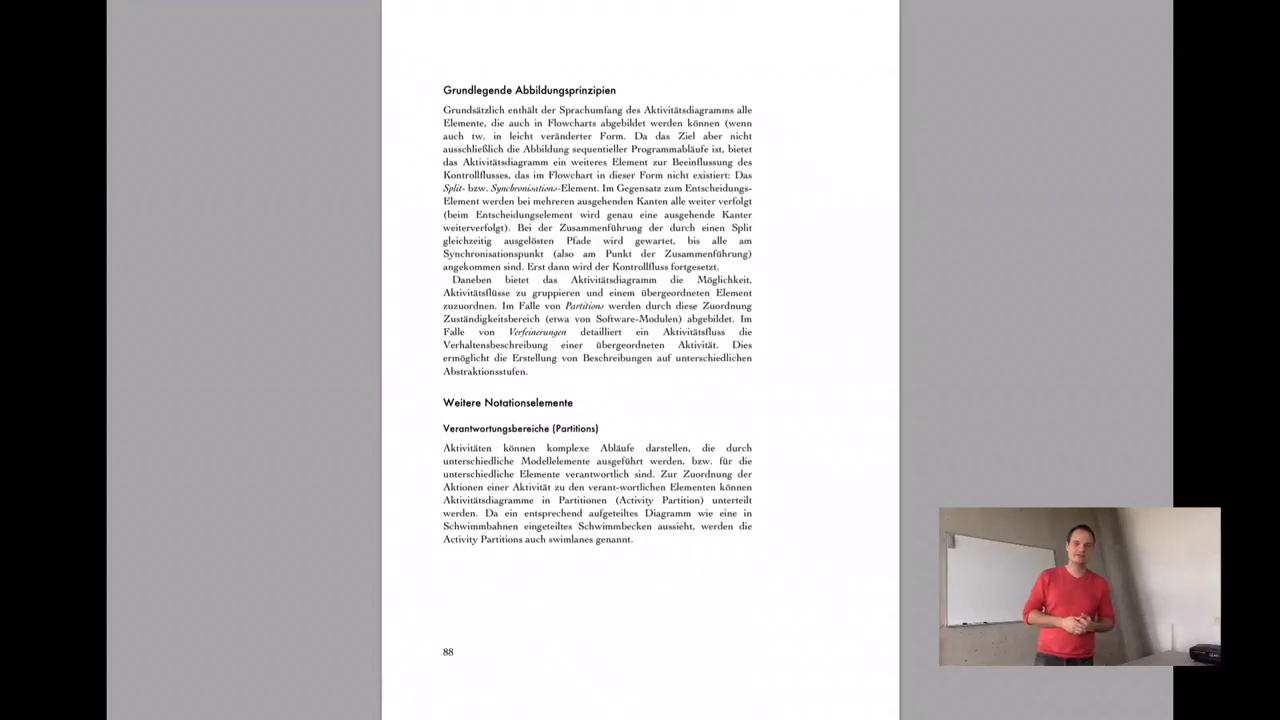 Grundlegende Abbildungsprinzipien
Grundsätzlich enthält der Sprachumfang des Aktivitätsdiagramms alle
Elemente, die auch in Flowcharts abgebildet werden können (wenn
auch tw. in leicht veränderter Form. Da das Ziel aber nicht
ausschließlich die Abbildung sequentieller Programmabläufe ist, bietet
das Aktivitätsdiagramm ein weiteres Element zur Beeinflussung des
Kontrollflusses, das im Flowchart in dieser Form nicht existiert: Das
Split- bzw. Synchronisations-Element. Im Gegensatz zum Entscheidungs-
Element werden bei mehreren ausgehenden Kanten alle weiter verfolgt
(beim Entscheidungselement wird genau eine ausgehende Kanter
weiterverfolgt). Bei der Zusammenführung der durch einen Split
gleichzeitig ausgelösten Pfade wird gewartet, bis alle am
Synchronisationspunkt (also am Punkt der Zusammenführung)
angekommen sind. Erst dann wird der Kontrollfluss fortgesetzt.
Daneben bietet das Aktivitätsdiagramm die Möglichkeit,
Aktivitätsflüsse zu gruppieren und einem übergeordneten Element
zuzuordnen. Im Falle von Partitions werden durch diese Zuordnung
Zuständigkeitsbereich (etwa von Software-Modulen) abgebildet. Im
Falle von Verfeinerungen detailliert ein Aktivitätsfluss die
Verhaltensbeschreibung einer übergeordneten Aktivität. Dies
ermöglicht die Erstellung von Beschreibungen auf unterschiedlichen
Abstraktionsstufen.
Weitere Notationselemente
Verantwortungsbereiche (Partitions)
Aktivitäten können komplexe Abläufe darstellen, die durch
unterschiedliche Modellelemente ausgeführt werden, bzw. für die
unterschiedliche Elemente verantwortlich sind. Zur Zuordnung der
Aktionen einer Aktivität zu den verant-wortlichen Elementen können
Aktivitätsdiagramme in Partitionen (Activity Partition) unterteilt
werden. Da ein entsprechend aufgeteiltes Diagramm wie eine in
Schwimmbahnen eingeteiltes Schwimmbecken aussieht, werden die
Activity Partitions auch swimlanes genannt.
88